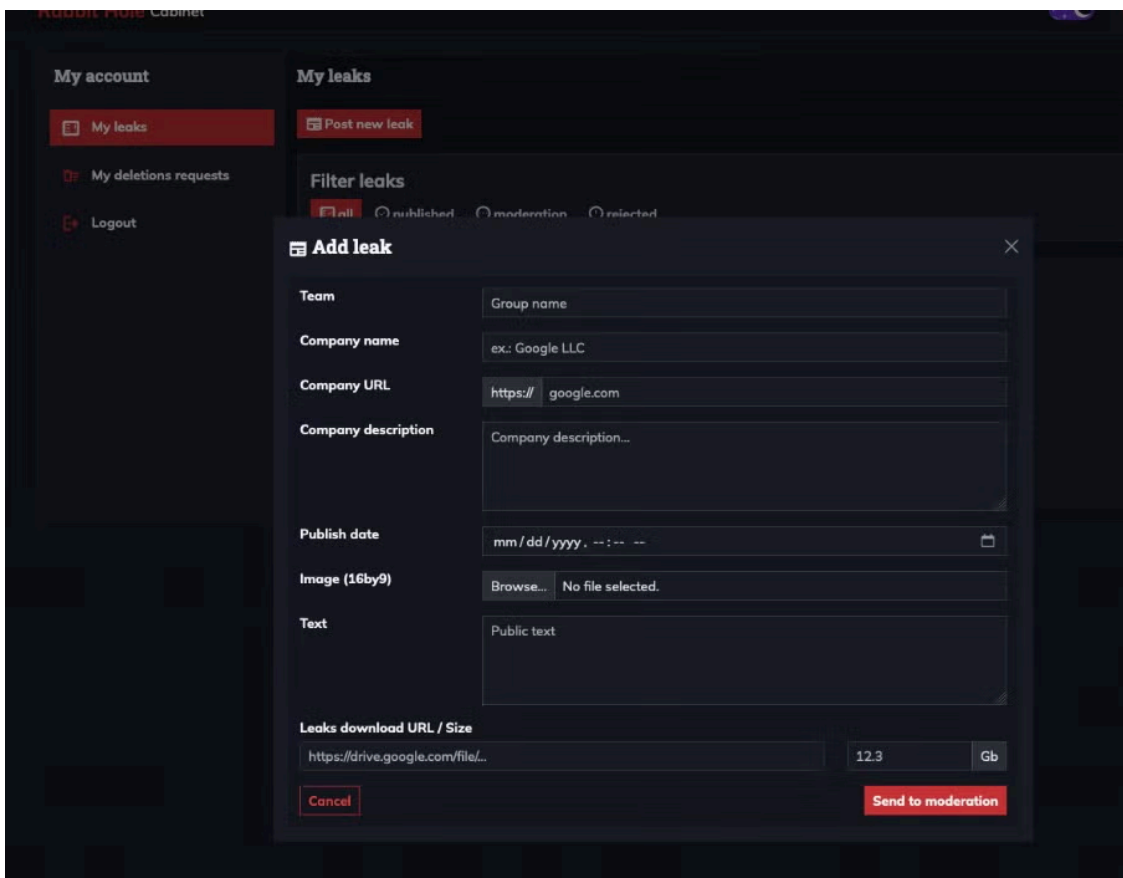 Rabbit Hole Cabinet
My account
My leaks
My deletions requests
Logout
My leaks
Post new leak
Filter leaks
all published moderation rejected
Add leak
Team
Group name
Company name
ex.: Google LLC
Company URL
https:// google.com
Company description
Company description...
Publish date
mm/dd/yyyy, --:-- --
Image (16by9)
Browse... No file selected.
Text
Public text
Leaks download URL / Size
https://drive.google.com/file/...
12.3 Gb
Cancel
Send to moderation